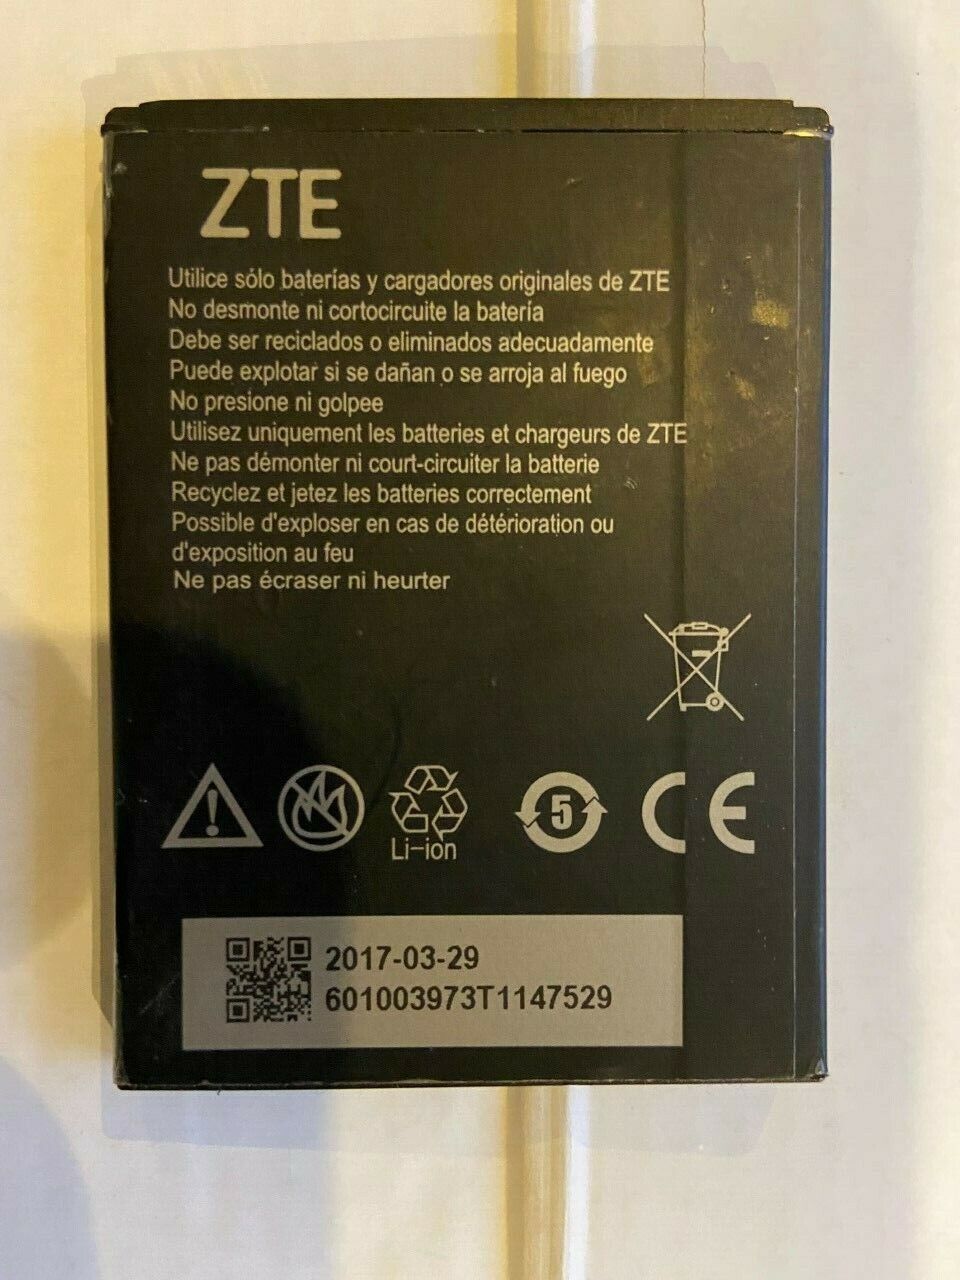 ZTE
Utilice sólo baterías y cargadores originales de ZTE
No desmonte ni cortocircuite la batería
Debe ser reciclados o eliminados adecuadamente
Puede explotar si se dañan o se arroja al fuego
No presione ni golpee
Utilisez uniquement les batteries et chargeurs de ZTE
Ne pas démonter ni court-circuiter la batterie
Recyclez et jetez les batteries correctement
Possible d'exploser en cas de détérioration ou
d'exposition au feu
Ne pas écraser ni heurter
Li-ion
5
CE
2017-03-29
601003973T1147529